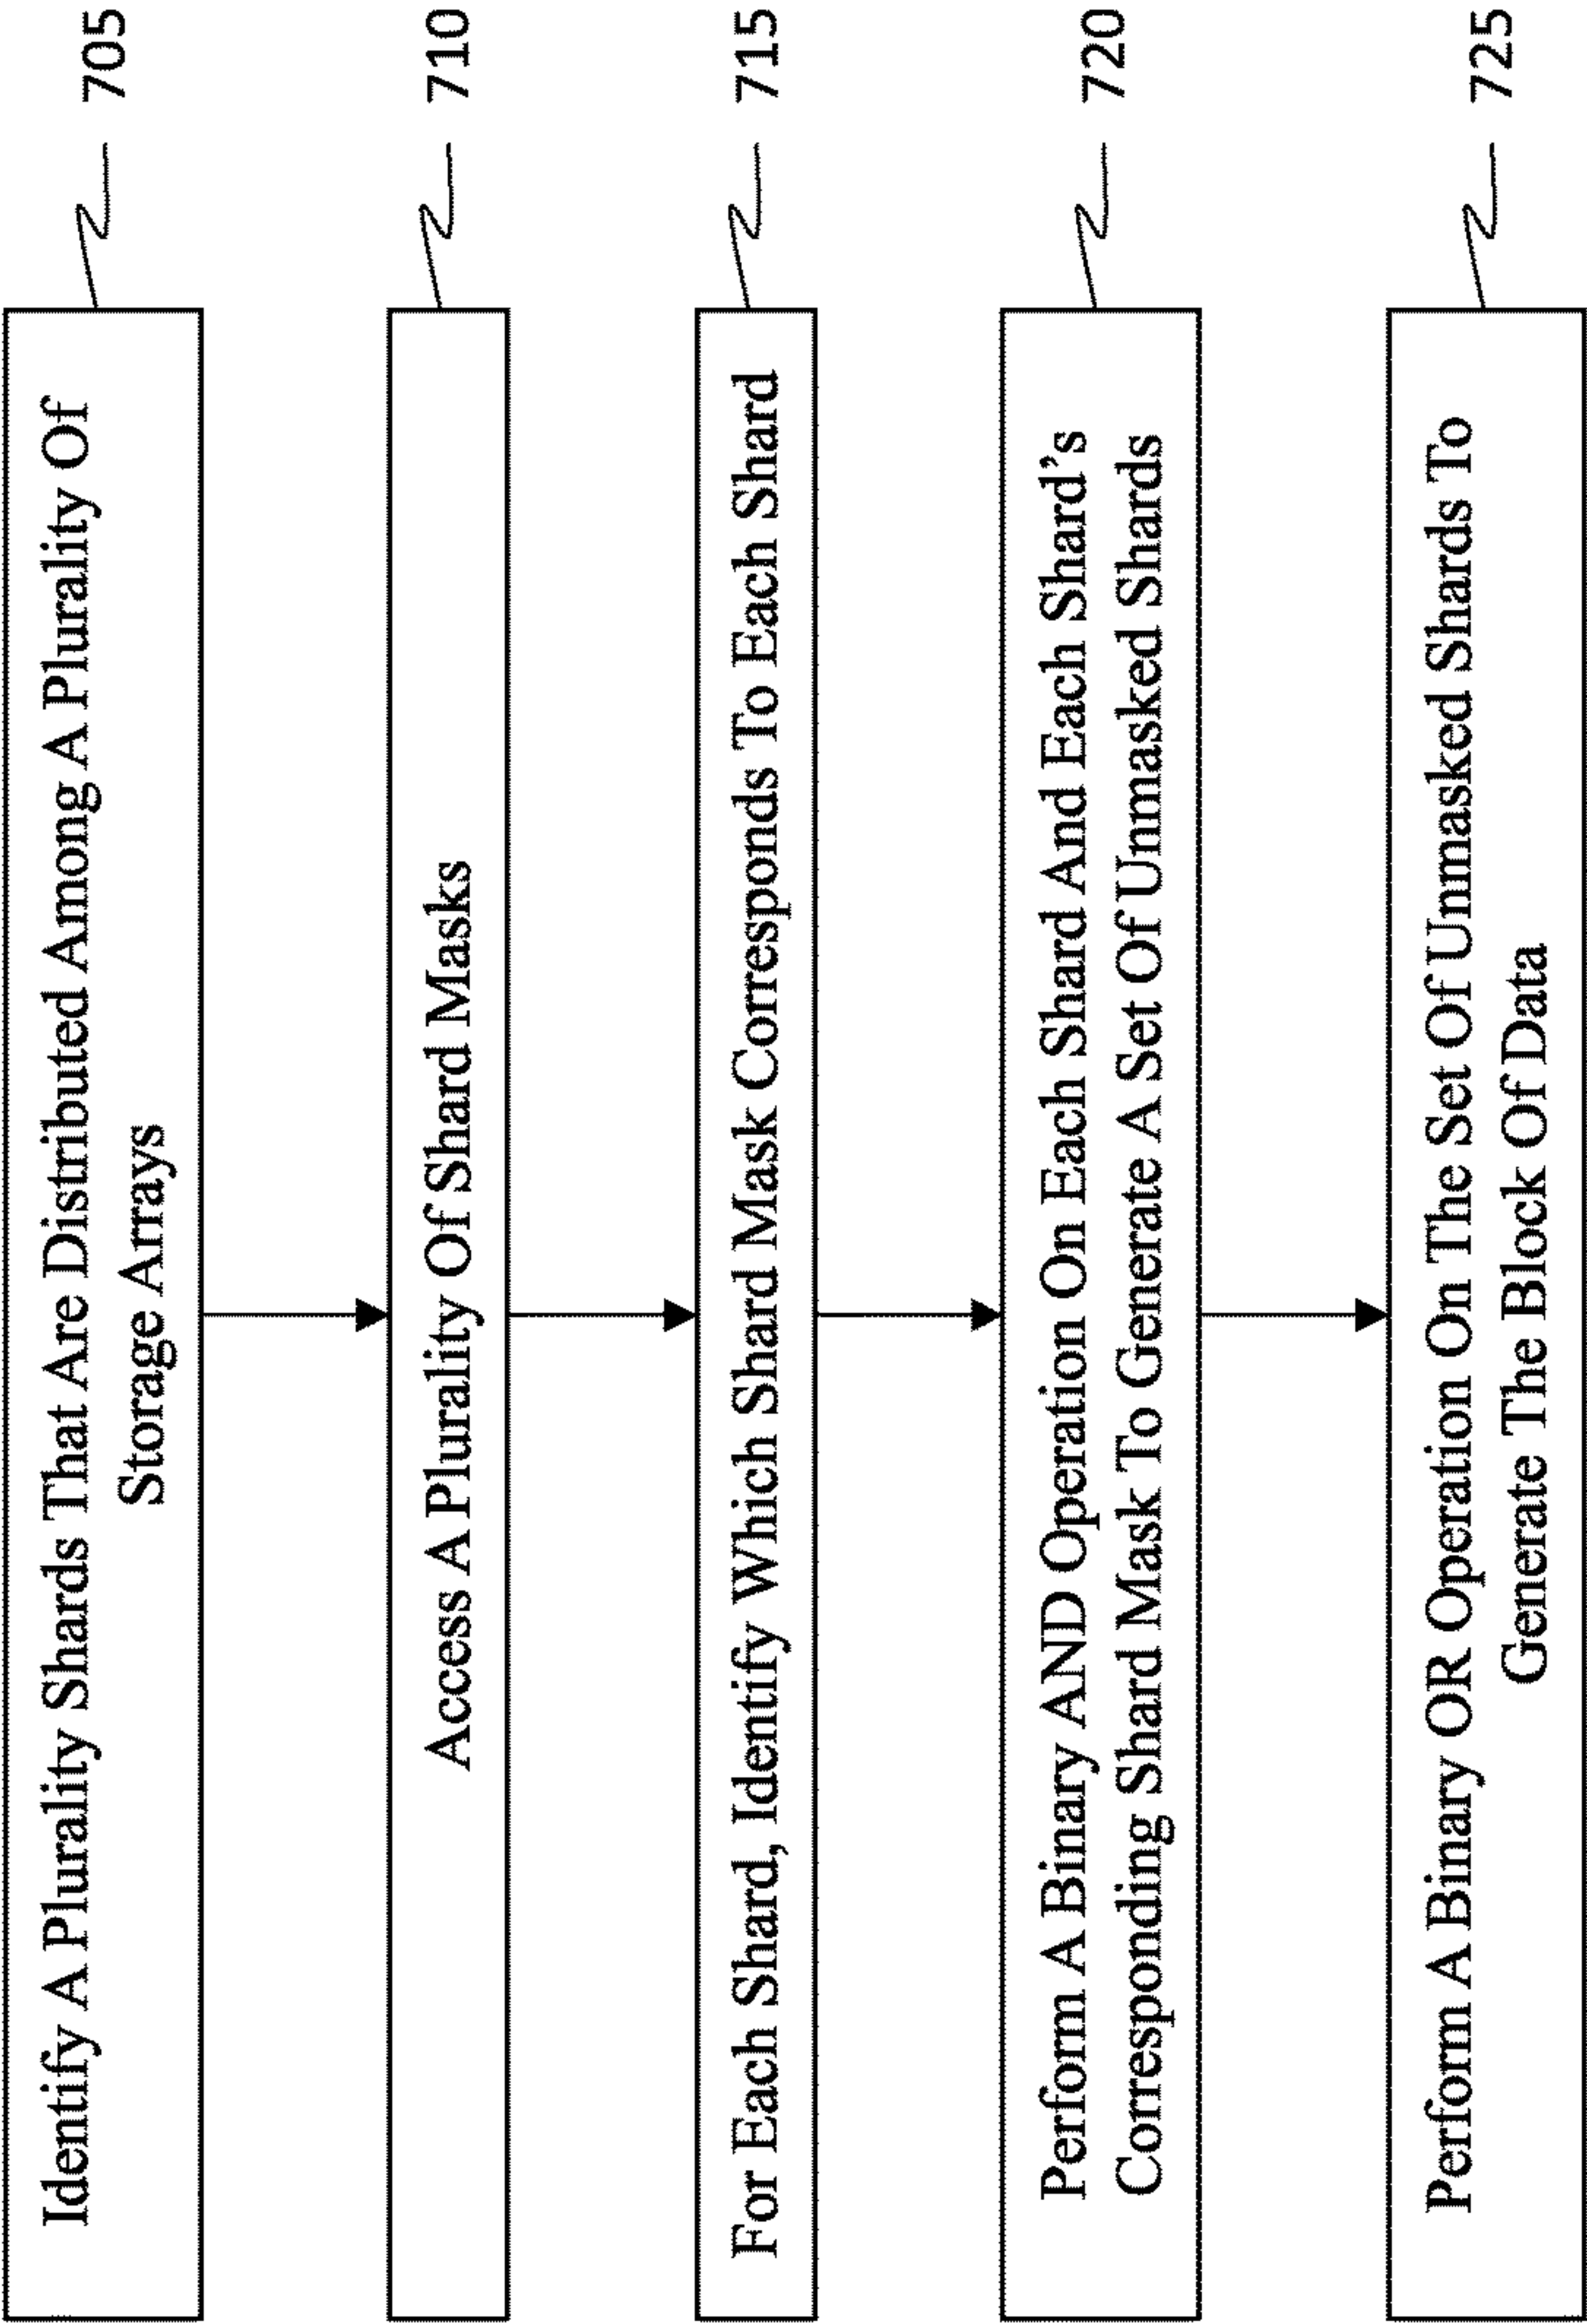 Identify A Plurality Shards That Are Distributed Among A Plurality Of
Storage Arrays
705
Access A Plurality Of Shard Masks
710
For Each Shard, Identify Which Shard Mask Corresponds To Each Shard
715
Perform A Binary AND Operation On Each Shard And Each Shard's
Corresponding Shard Mask To Generate A Set Of Unmasked Shards
720
Perform A Binary OR Operation On The Set Of Unmasked Shards To
Generate The Block Of Data
725